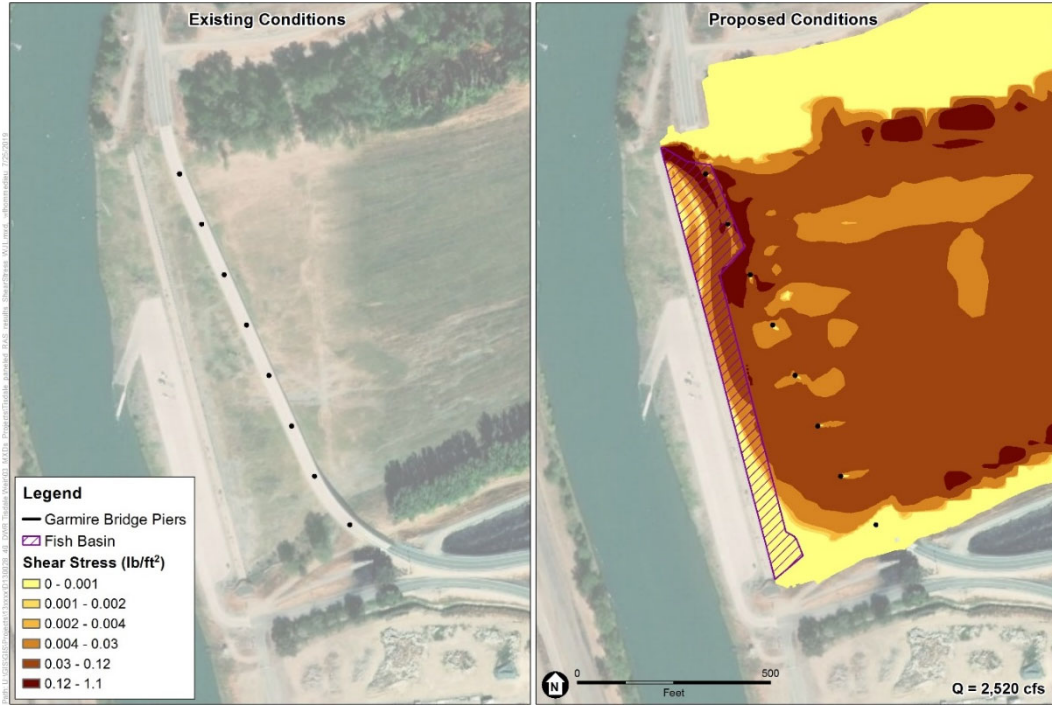 Existing Conditions
Proposed Conditions
Legend
Garmire Bridge Piers
Fish Basin
Shear Stress (lb/ft²)
0 - 0.001
0.001 - 0.002
0.002 - 0.004
0.004 - 0.03
0.03 - 0.12
0.12 - 1.1
N
0
500
Feet
Q = 2,520 cfs